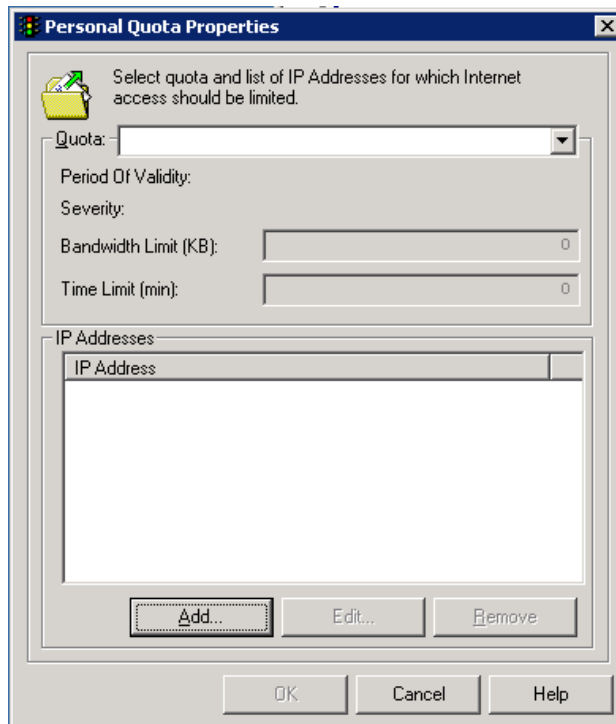 Personal Quota Properties
Select quota and list of IP Addresses for which Internet
access should be limited.
Quota:
Period Of Validity:
Severity:
Bandwidth Limit (KB): 0
Time Limit (min): 0
IP Addresses
IP Address
Add... Edit... Remove
OK Cancel Help